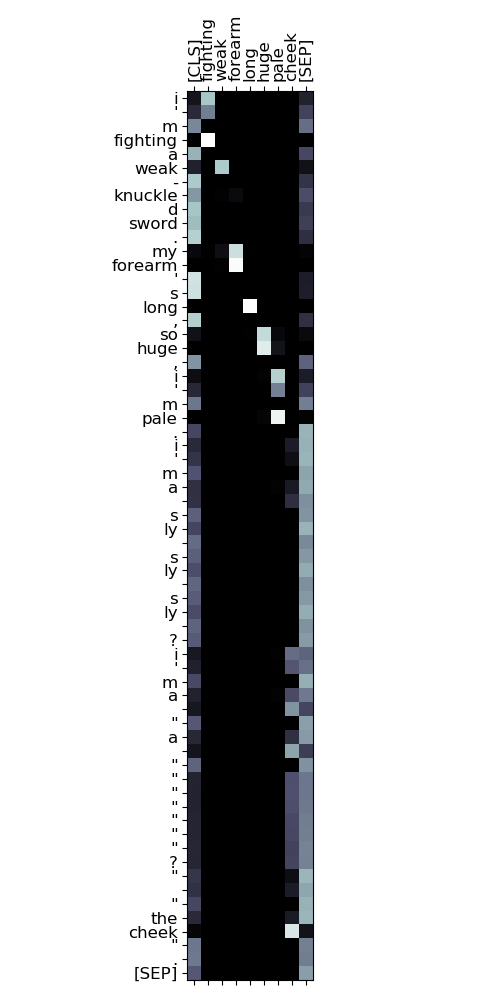 [CLS]
fighting
weak
forearm
long
huge
pale
cheek
[SEP]
i
'
m
fighting
a
weak
-
knuckle
d
sword
.
my
forearm
'
s
long
,
so
huge
,
i
'
m
pale
.
i
'
m
a
s
ly
s
ly
s
ly
?
i
'
m
a
"
a
"
"
"
"
"
"
"
?
"
"
the
cheek
"
.
[SEP]